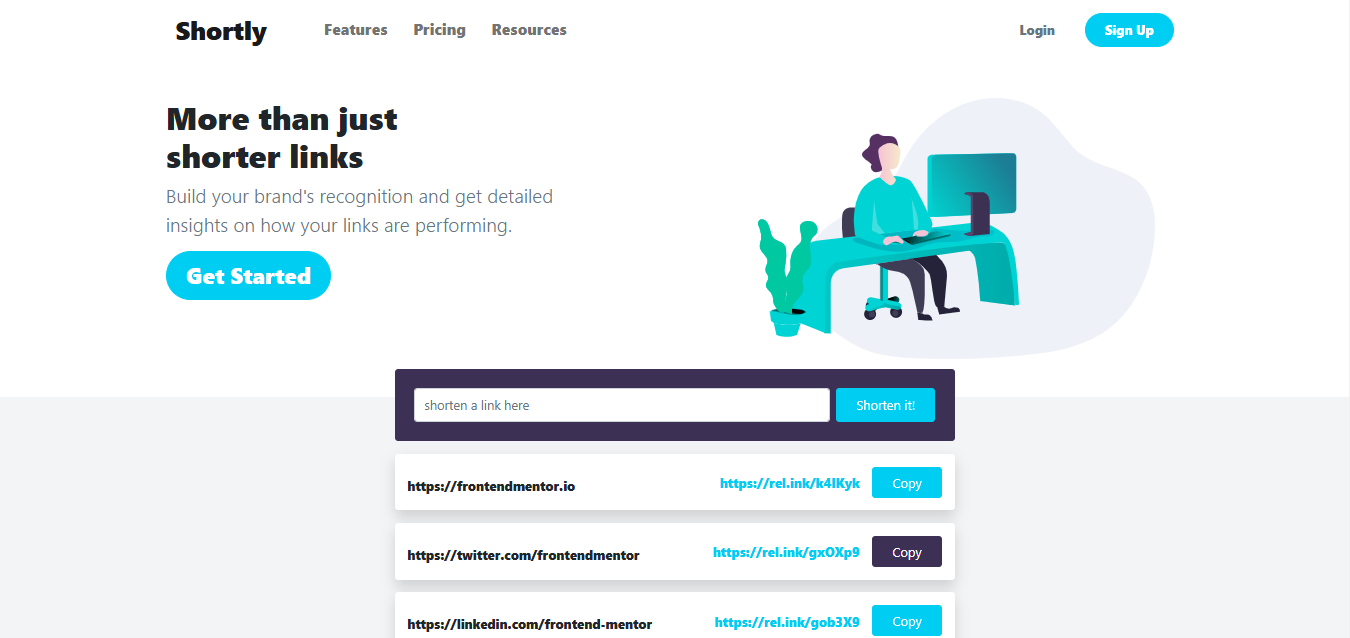 Shortly Features Pricing Resources Login Sign Up
More than just
shorter links
Build your brand's recognition and get detailed
insights on how your links are performing.
Get Started
shorten a link here Shorten it!
https://frontendmentor.io https://rel.ink/k4lKyk Copy
https://twitter.com/frontendmentor https://rel.ink/gxOXp9 Copy
https://linkedin.com/frontend-mentor https://rel.ink/gob3X9 Copy